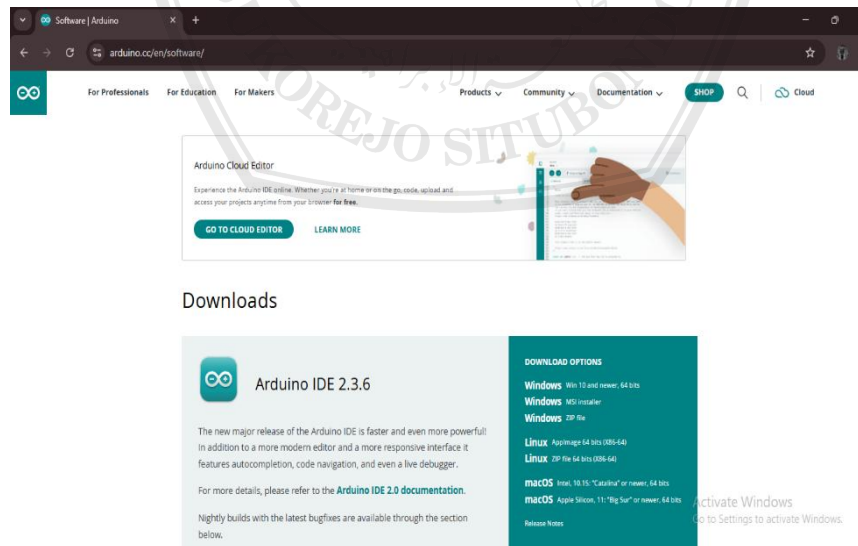 Software | Arduino
arduino.cc/en/software/
For Professionals For Education For Makers Products Community Documentation SHOP Cloud
OREJO SITUBO
Arduino Cloud Editor
Experience the Arduino IDE online. Whether you're at home or on the go, code, upload and
access your projects anytime from your browser for free.
GO TO CLOUD EDITOR LEARN MORE
Downloads
Arduino IDE 2.3.6
The new major release of the Arduino IDE is faster and even more powerful!
In addition to a more modern editor and a more responsive interface it
features autocompletion, code navigation, and even a live debugger.
For more details, please refer to the Arduino IDE 2.0 documentation.
Nightly builds with the latest bugfixes are available through the section
below.
DOWNLOAD OPTIONS
Windows Win 10 and newer, 64 bits
Windows MSI installer
Windows ZIP file
Linux AppImage 64 bits (X86-64)
Linux ZIP file 64 bits (X86-64)
macOS Intel, 10.15: "Catalina" or newer, 64 bits
macOS Apple Silicon, 11: "Big Sur" or newer, 64 bits
Release Notes
Activate Windows
Go to Settings to activate Windows.